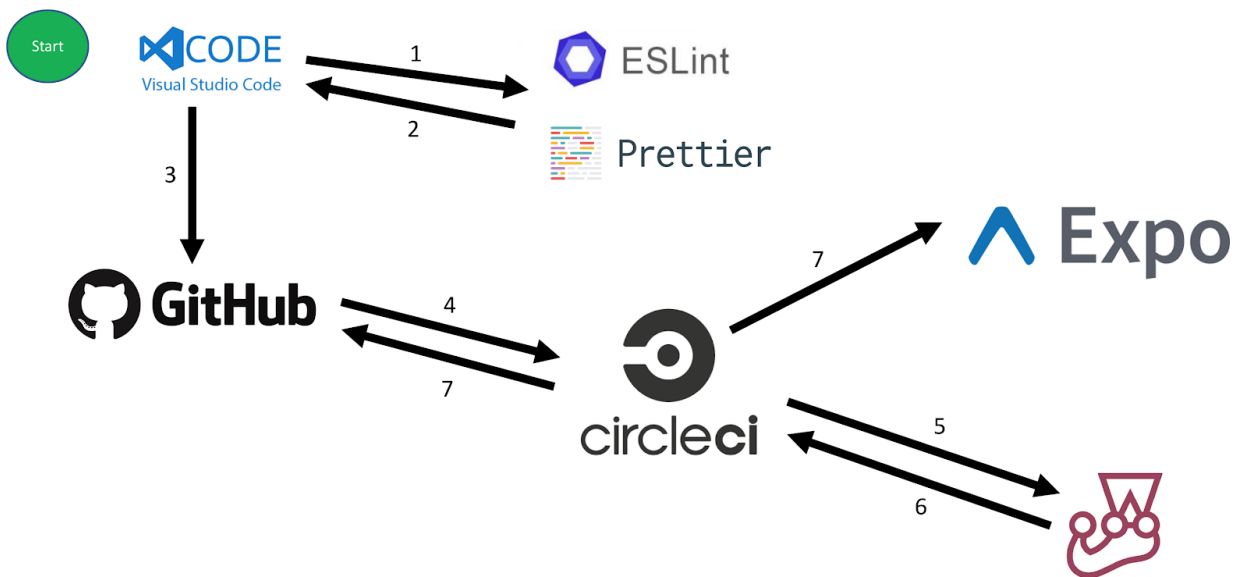 Start
CODE
Visual Studio Code
1
ESLint
2
Prettier
3
7
Expo
GitHub
4
7
circleci
5
6